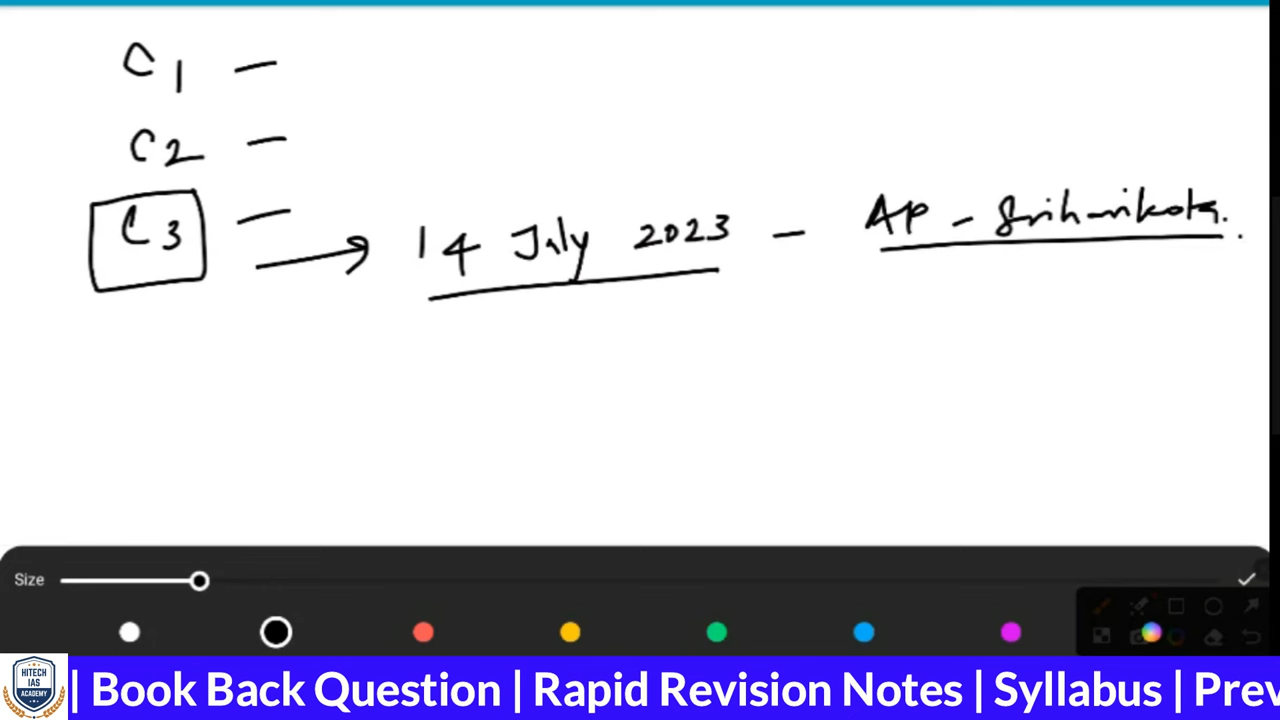 C1 -
C2 -
C3 -
→ 14 July 2023 - AP - Sriharikota.
Size
HITECH
IAS
ACADEMY
| Book Back Question | Rapid Revision Notes | Syllabus | Prev